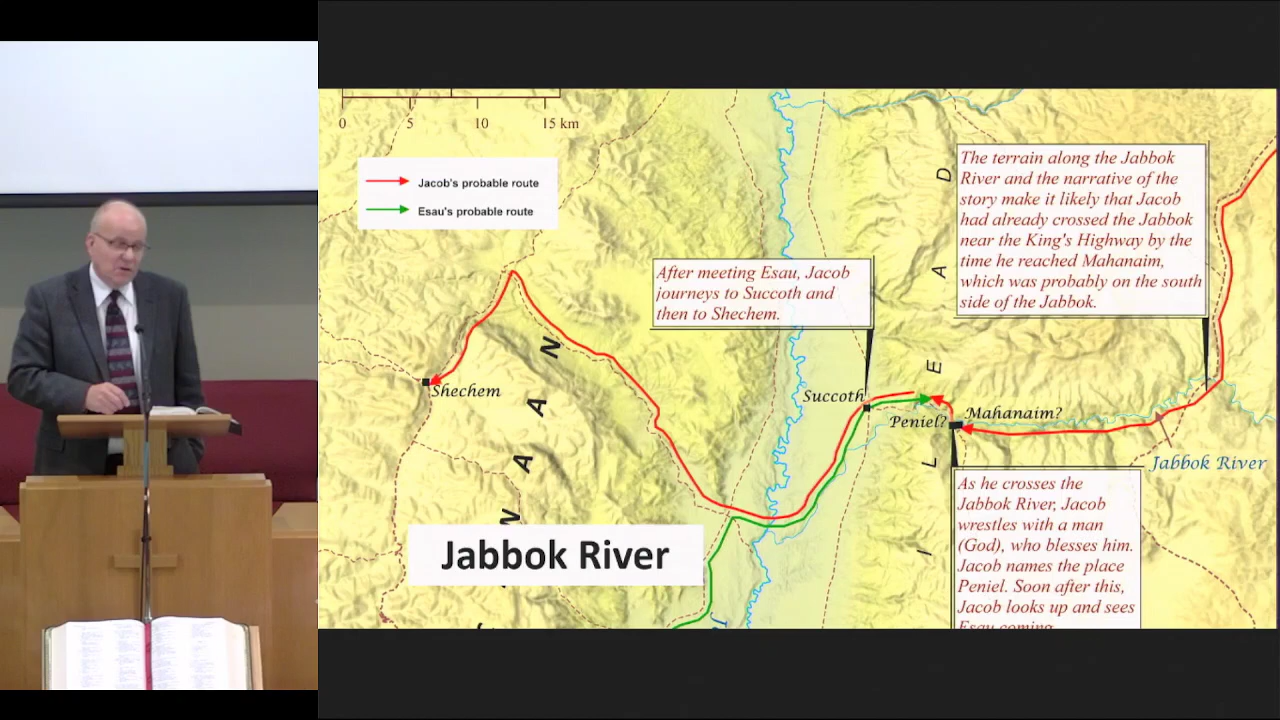 0 5 10 15 km
Jacob's probable route
Esau's probable route
The terrain along the Jabbok
River and the narrative of the
story make it likely that Jacob
had already crossed the Jabbok
near the King's Highway by the
time he reached Mahanaim,
which was probably on the south
side of the Jabbok.
After meeting Esau, Jacob
journeys to Succoth and
then to Shechem.
D
A
E
L
I
N
A
A
N
Shechem
Succoth
Peniel?
Mahanaim?
Jabbok River
As he crosses the
Jabbok River, Jacob
wrestles with a man
(God), who blesses him.
Jacob names the place
Peniel. Soon after this,
Jacob looks up and sees
Esau coming.
Jabbok River